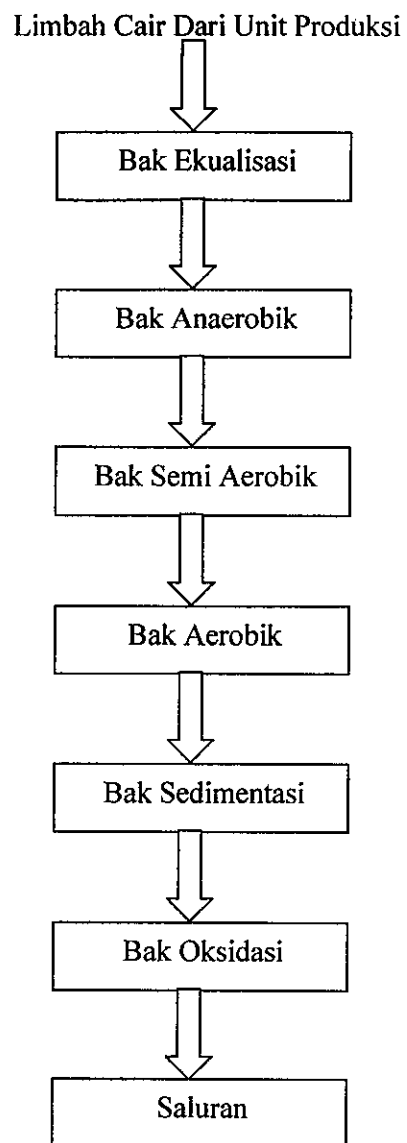 Limbah Cair Dari Unit Produksi
Bak Ekualisasi
Bak Anaerobik
Bak Semi Aerobik
Bak Aerobik
Bak Sedimentasi
Bak Oksidasi
Saluran